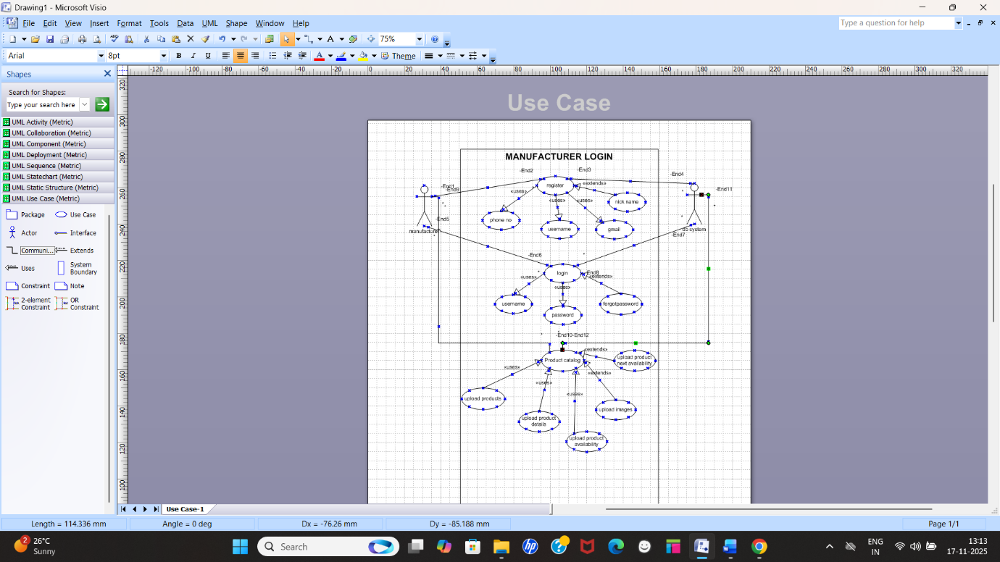 Drawing1 - Microsoft Visio
File Edit View Insert Format Tools Data UML Shape Window Help
Type a question for help
75%
Arial 8pt B I U Theme
Shapes
Search for Shapes:
Type your search here
UML Activity (Metric)
UML Collaboration (Metric)
UML Component (Metric)
UML Deployment (Metric)
UML Sequence (Metric)
UML Statechart (Metric)
UML Static Structure (Metric)
UML Use Case (Metric)
Package Use Case
Actor Interface
Communi... Extends
Uses System Boundary
Constraint Note
2-element Constraint OR Constraint
-120 -100 -80 -60 -40 -20 0 20 40 60 80 100 120 140 160 180 200 220 240 260 280 300 320
320
300
280
260
240
220
200
180
160
140
120
100
Use Case
MANUFACTURER LOGIN
-End2 -End3 -End4
-End1
-End9
register
«extends»
-End11
«uses» «uses» «uses»
nick name
phone no
username
gmail
-End5
manufacturer
db system
-End7
-End6
login
-End8
«extends»
«uses»
«uses»
username
password
forgotpassword
-End10 -End12
«extends»
Product catalog
upload product next availability
«uses»
«extends»
«uses»
«uses»
upload products
upload images
upload product details
upload product availability
Use Case-1
Length = 114.336 mm Angle = 0 deg Dx = -76.26 mm Dy = -85.188 mm Page 1/1
2
26°C
Sunny
Search
hp
ENG
IN
13:13
17-11-2025